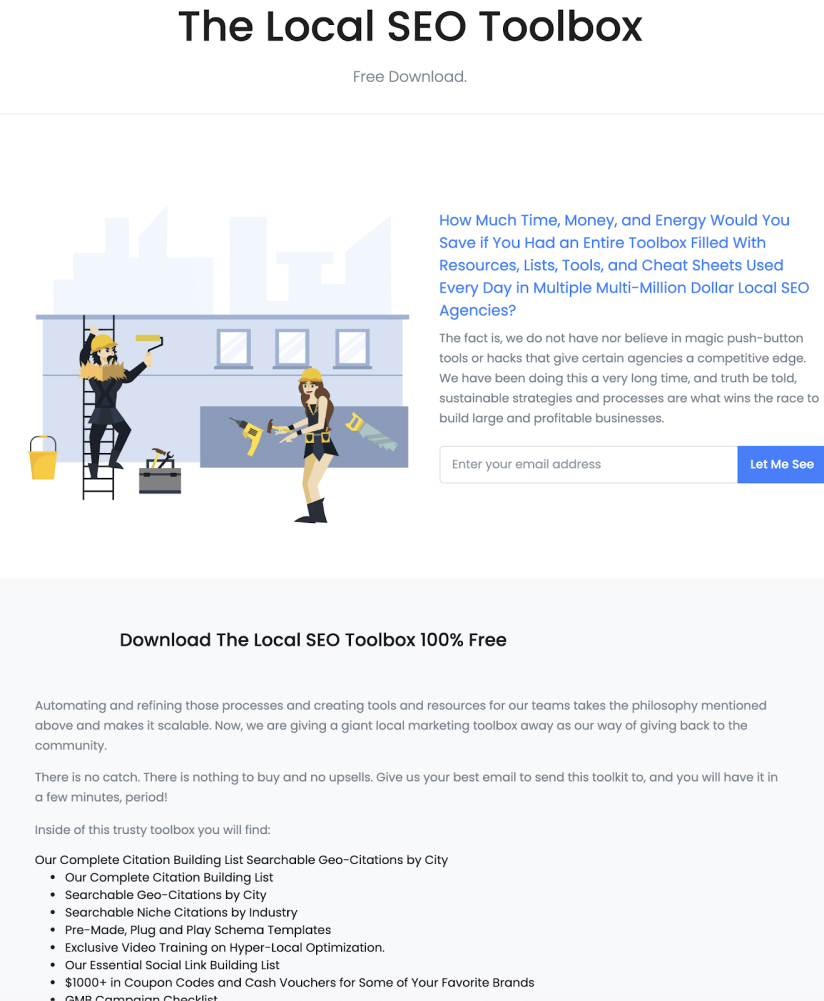 The Local SEO Toolbox
Free Download.
How Much Time, Money, and Energy Would You
Save if You Had an Entire Toolbox Filled With
Resources, Lists, Tools, and Cheat Sheets Used
Every Day in Multiple Multi-Million Dollar Local SEO
Agencies?
The fact is, we do not have nor believe in magic push-button
tools or hacks that give certain agencies a competitive edge.
We have been doing this a very long time, and truth be told,
sustainable strategies and processes are what wins the race to
build large and profitable businesses.
Enter your email address
Let Me See
Download The Local SEO Toolbox 100% Free
Automating and refining those processes and creating tools and resources for our teams takes the philosophy mentioned
above and makes it scalable. Now, we are giving a giant local marketing toolbox away as our way of giving back to the
community.
There is no catch. There is nothing to buy and no upsells. Give us your best email to send this toolkit to, and you will have it in
a few minutes, period!
Inside of this trusty toolbox you will find:
Our Complete Citation Building List Searchable Geo-Citations by City
• Our Complete Citation Building List
• Searchable Geo-Citations by City
• Searchable Niche Citations by Industry
• Pre-Made, Plug and Play Schema Templates
• Exclusive Video Training on Hyper-Local Optimization.
• Our Essential Social Link Building List
• $1000+ in Coupon Codes and Cash Vouchers for Some of Your Favorite Brands
• GMB Campaign Checklist